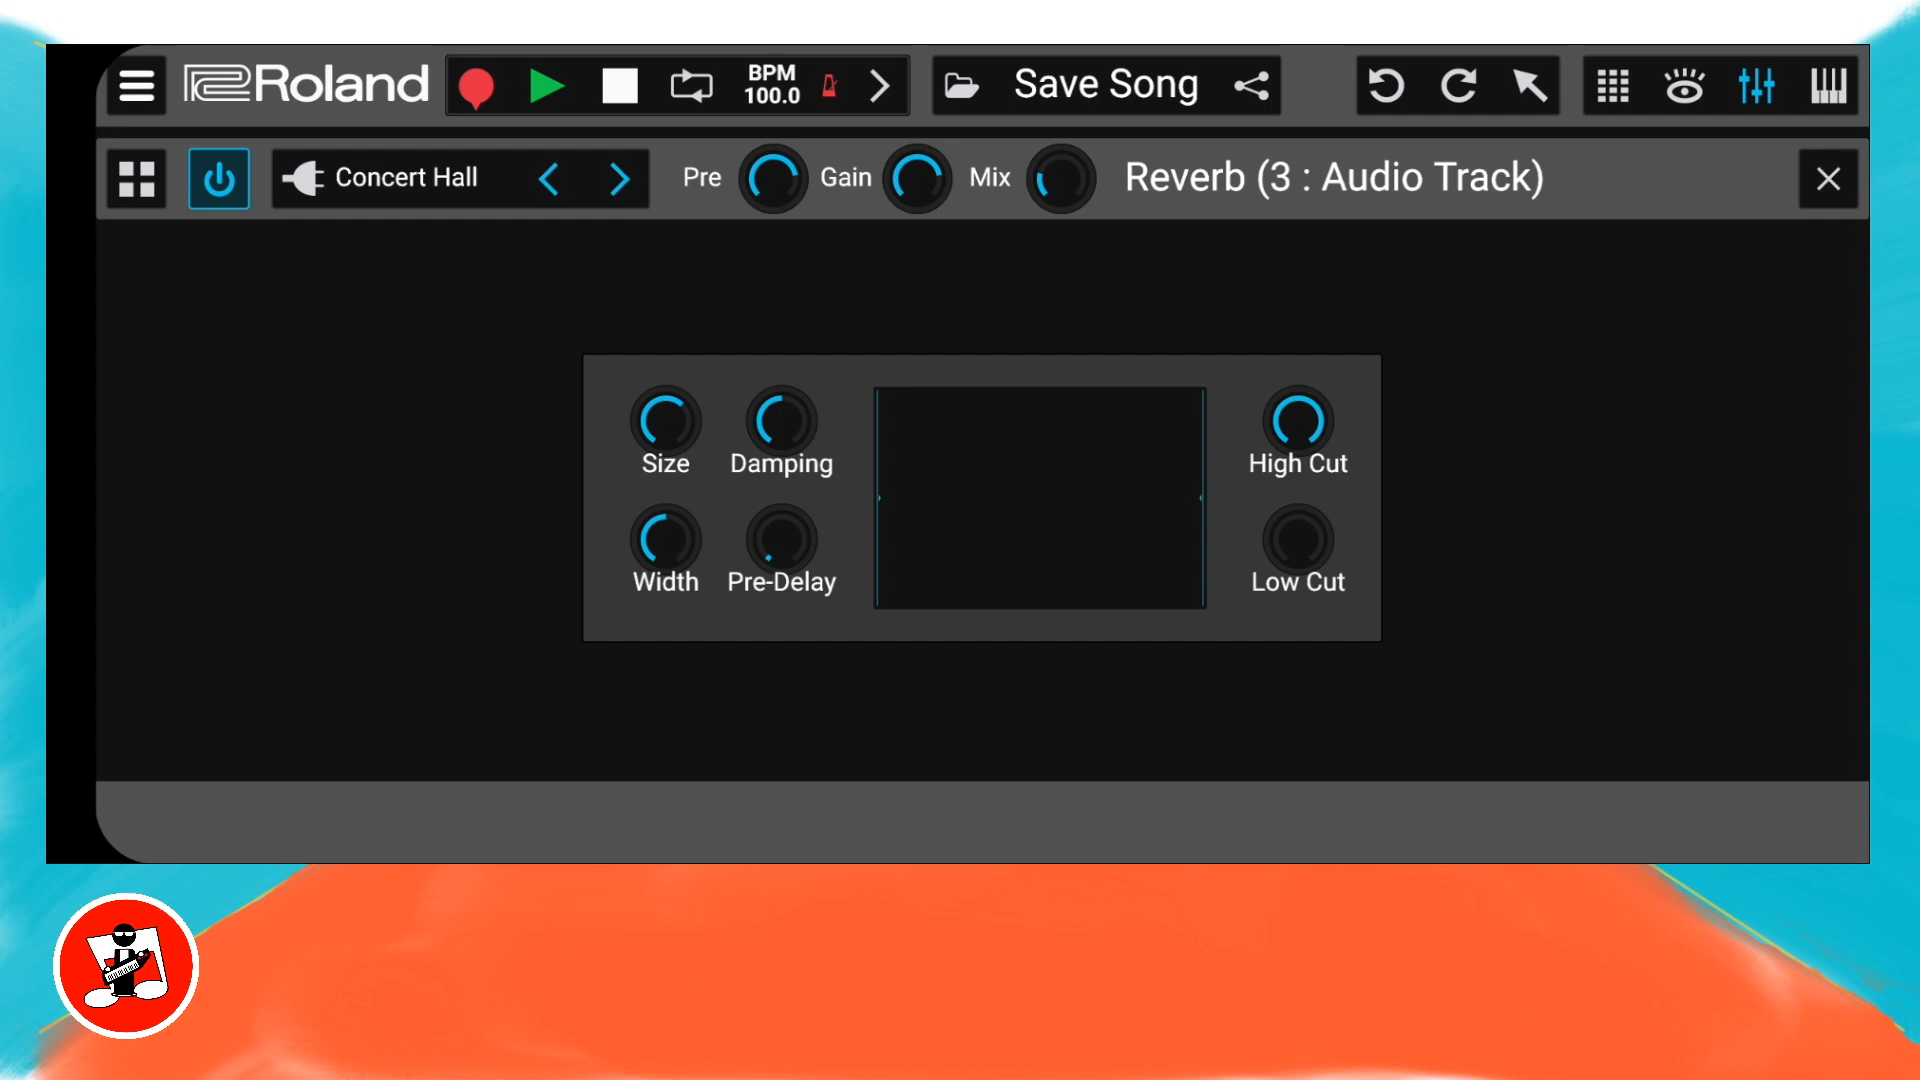 Roland
BPM
100.0
Save Song
Concert Hall
Pre
Gain
Mix
Reverb (3 : Audio Track)
Size
Damping
High Cut
Width
Pre-Delay
Low Cut